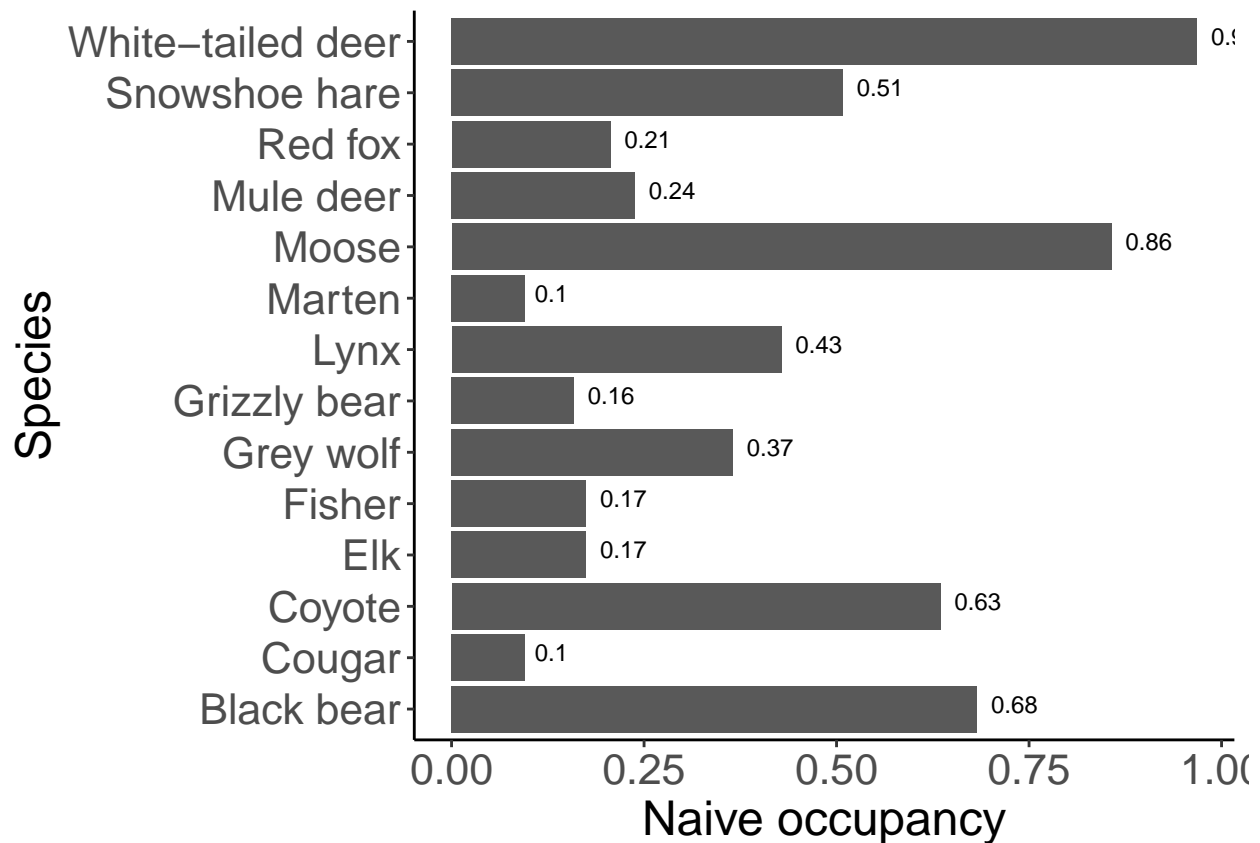 White−tailed deer
Snowshoe hare
0.51
Red fox
0.21
Mule deer
0.24
Moose
0.86
Marten
0.1
Lynx
0.43
Grizzly bear
0.16
Grey wolf
0.37
Fisher
0.17
Elk
0.17
Coyote
0.63
Cougar
0.1
Black bear
0.68
Species
0.00 0.25 0.50 0.75 1.00
Naive occupancy